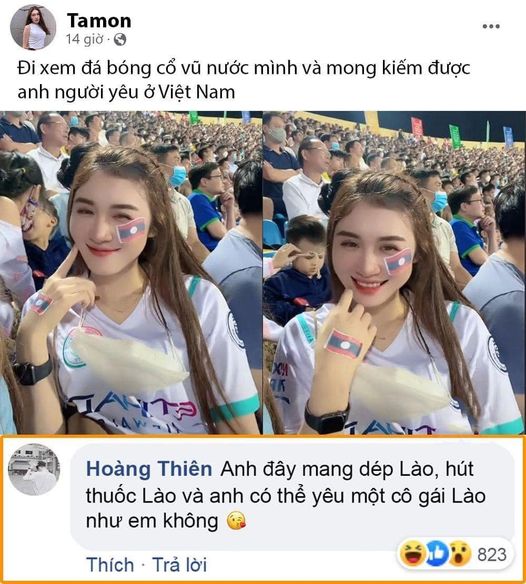 Tamon
14 giờ ·
Đi xem đá bóng cổ vũ nước mình và mong kiếm được
anh người yêu ở Việt Nam
Hoàng Thiên Anh đây mang dép Lào, hút
thuốc Lào và anh có thể yêu một cô gái Lào
như em không
823
Thích · Trả lời